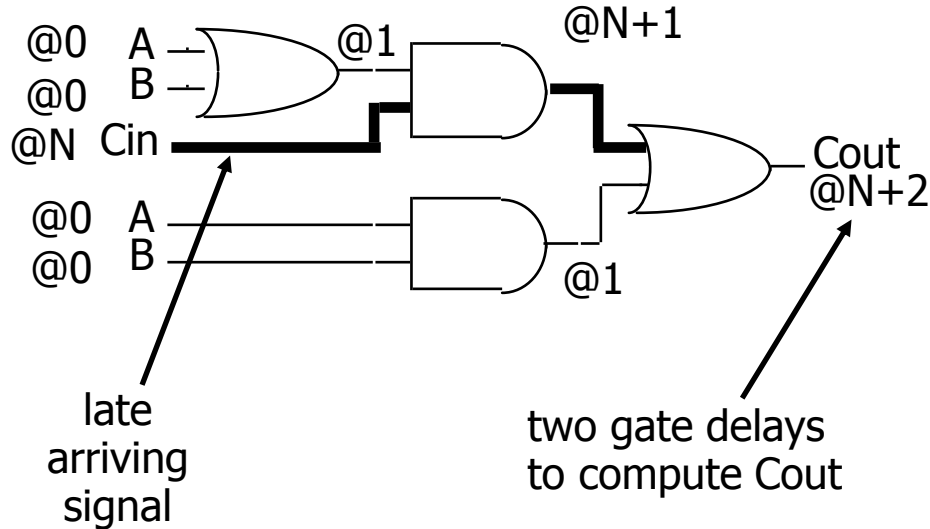 @N+1
@0 A
@1
@0 B
@N Cin
Cout
@N+2
@0 A
@0 B
@1
late
arriving
signal
two gate delays
to compute Cout